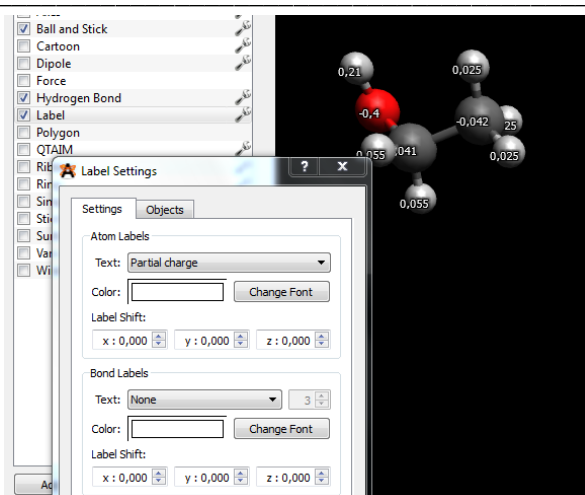 Ball and Stick
Cartoon
Dipole
Force
Hydrogen Bond
Label
Polygon
QTAIM
Label Settings
?
x
Settings
Objects
Atom Labels
Text:
Partial charge
Color:
Change Font
Label Shift:
x : 0,000
y : 0,000
z : 0,000
Bond Labels
Text:
None
3
Color:
Change Font
Label Shift:
x : 0,000
y : 0,000
z : 0,000
0,21
0,025
-0,4
-0,042
25
0,055
,041
0,025
0,055